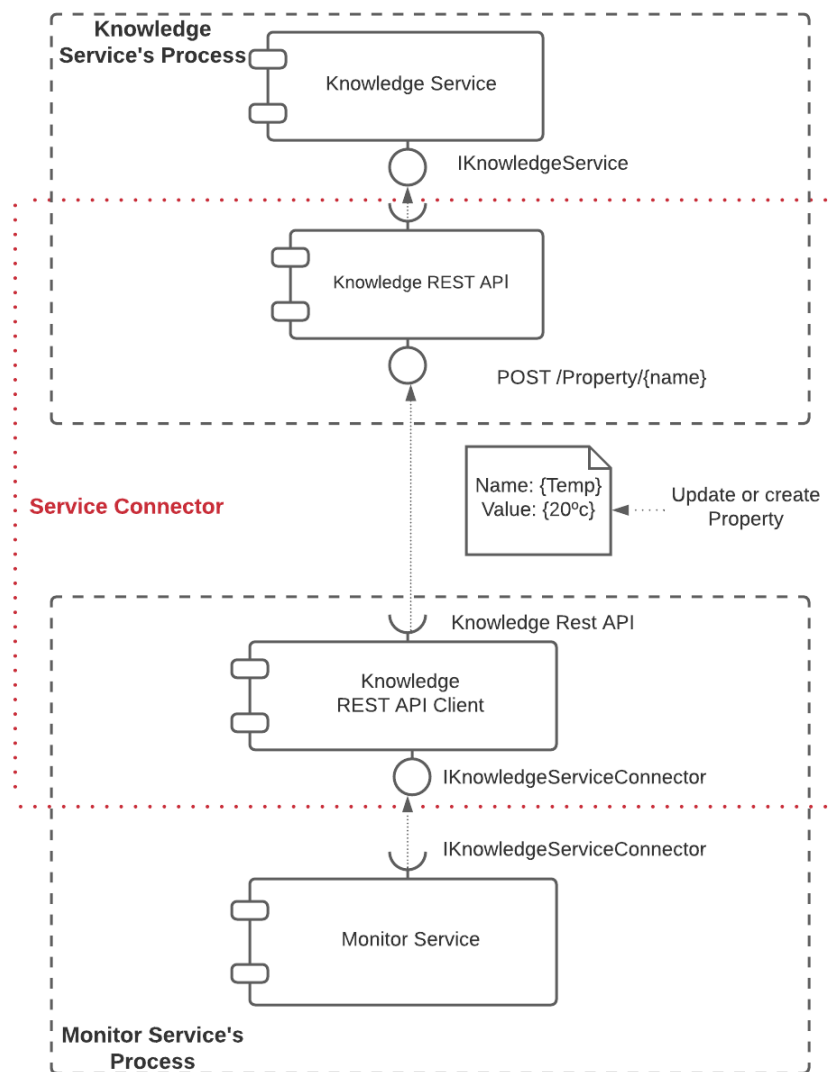 Knowledge
Service's Process
Knowledge Service
IKnowledgeService
Knowledge REST API
POST /Property/{name}
Name: {Temp}
Value: {20ºc}
Update or create
Property
Service Connector
Knowledge Rest API
Knowledge
REST API Client
IKnowledgeServiceConnector
IKnowledgeServiceConnector
Monitor Service
Monitor Service's
Process